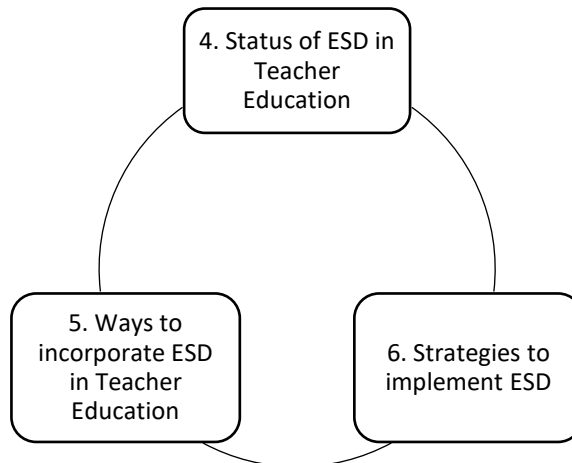 4. Status of ESD in
Teacher
Education
5. Ways to
incorporate ESD
in Teacher
Education
6. Strategies to
implement ESD